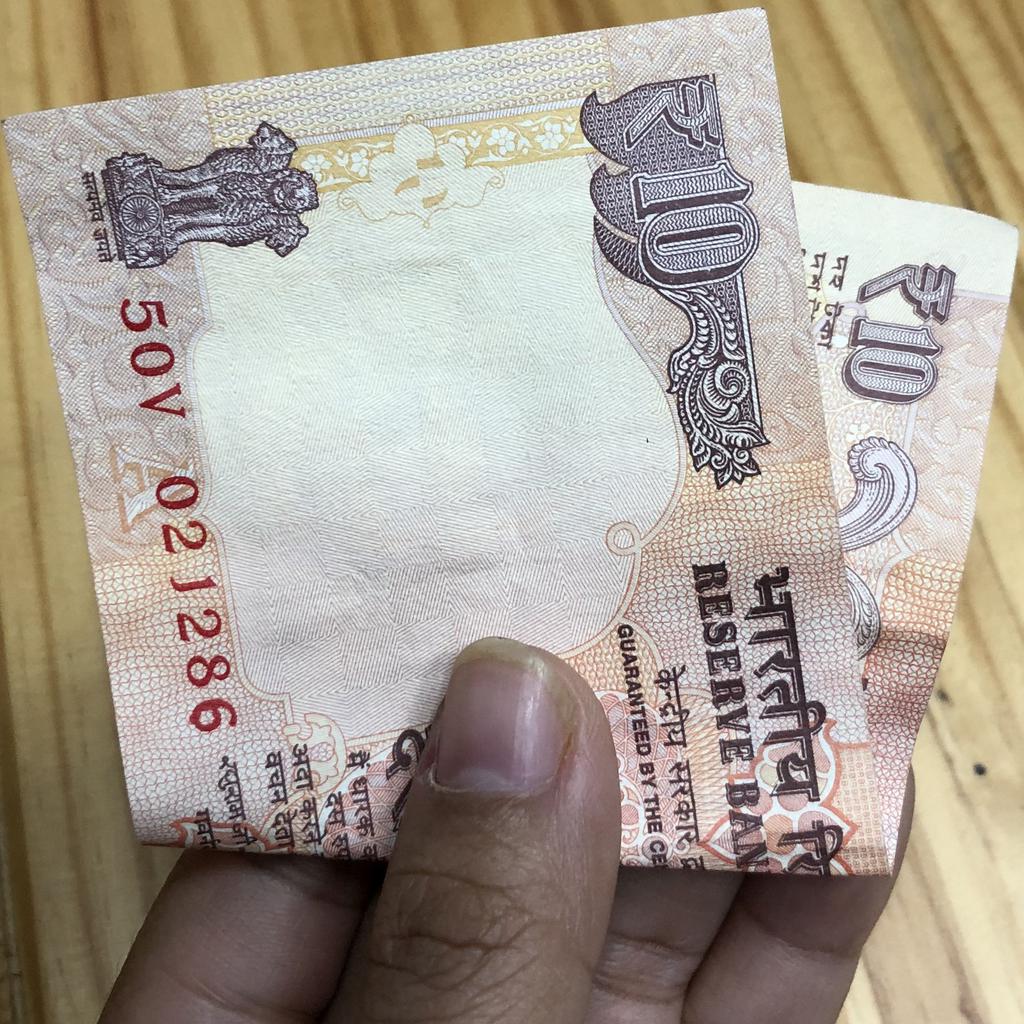 ₹10
सत्यमेव जयते
50V 021286
A
भारतीय रि
RESERVE BAN
केन्द्रीय सरकार द्व
GUARANTEED BY THE CE
मैं धारक
अदा करने
वचन देता
₹10